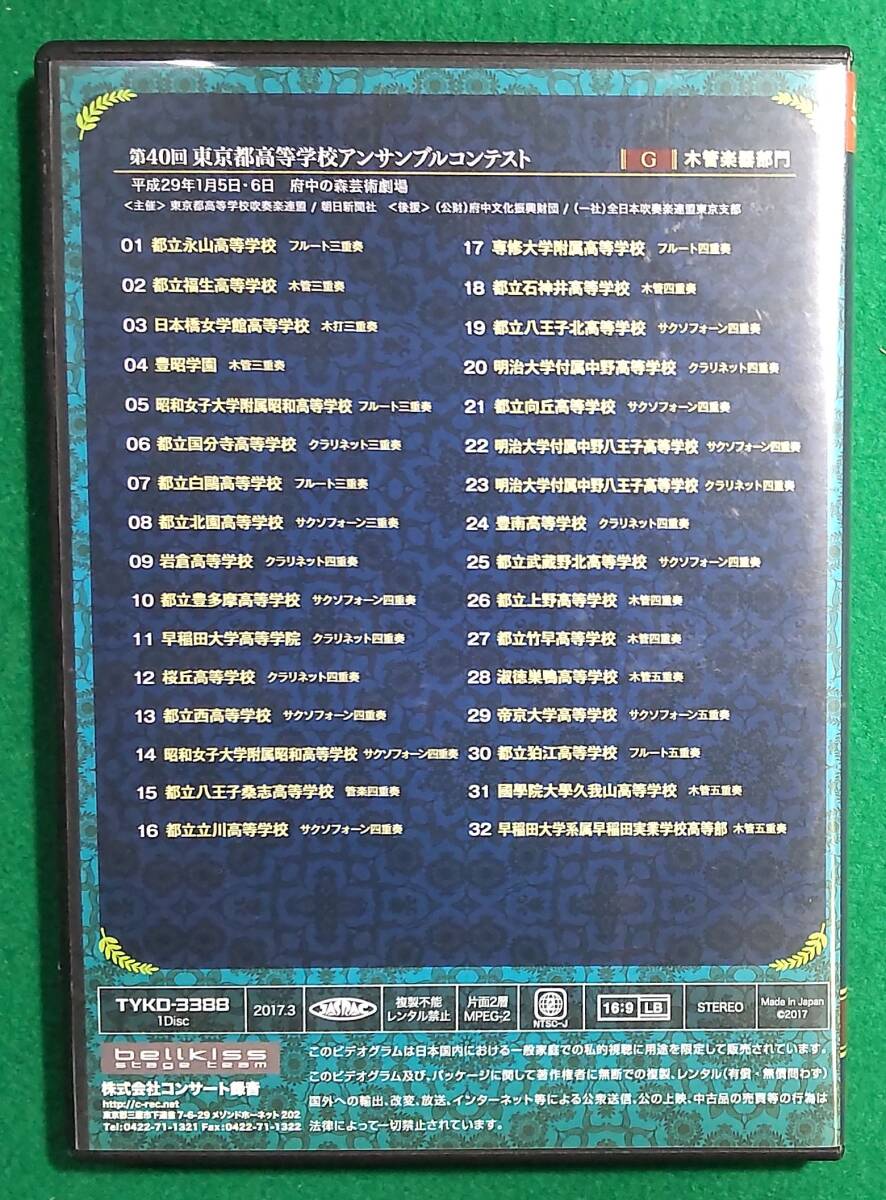 第40回 東京都高等学校アンサンブルコンテスト G 木管楽器部門
平成29年1月5日・6日 府中の森芸術劇場
＜主催＞ 東京都高等学校吹奏楽連盟 / 朝日新聞社 ＜後援＞ (公財)府中文化振興財団 / (一社)全日本吹奏楽連盟東京支部
01 都立永山高等学校 フルート三重奏
02 都立福生高等学校 木管三重奏
03 日本橋女学館高等学校 木打三重奏
04 豊昭学園 木管三重奏
05 昭和女子大学附属昭和高等学校 フルート三重奏
06 都立国分寺高等学校 クラリネット三重奏
07 都立白鷗高等学校 フルート三重奏
08 都立北園高等学校 サクソフォーン三重奏
09 岩倉高等学校 クラリネット四重奏
10 都立豊多摩高等学校 サクソフォーン四重奏
11 早稲田大学高等学院 クラリネット四重奏
12 桜丘高等学校 クラリネット四重奏
13 都立西高等学校 サクソフォーン四重奏
14 昭和女子大学附属昭和高等学校 サクソフォーン四重奏
15 都立八王子桑志高等学校 管楽四重奏
16 都立立川高等学校 サクソフォーン四重奏
17 専修大学附属高等学校 フルート四重奏
18 都立石神井高等学校 木管四重奏
19 都立八王子北高等学校 サクソフォーン四重奏
20 明治大学付属中野高等学校 クラリネット四重奏
21 都立向丘高等学校 サクソフォーン四重奏
22 明治大学付属中野八王子高等学校 サクソフォーン四重奏
23 明治大学付属中野八王子高等学校 クラリネット四重奏
24 豊南高等学校 クラリネット四重奏
25 都立武蔵野北高等学校 サクソフォーン四重奏
26 都立上野高等学校 木管四重奏
27 都立竹早高等学校 木管四重奏
28 淑徳巣鴨高等学校 木管五重奏
29 帝京大学高等学校 サクソフォーン五重奏
30 都立狛江高等学校 フルート五重奏
31 國學院大學久我山高等学校 木管五重奏
32 早稲田大学系属早稲田実業学校高等部 木管五重奏
TYKD-3388
1Disc
2017.3
JASRAC
複製不能
レンタル禁止
片面2層
MPEG-2
2
NTSC-J
16:9 LB
STEREO
Made in Japan
©2017
bellkiss
stage team
株式会社コンサート録音
http://c-rec.net
東京都三鷹市下連雀7-6-29 メゾンドホーネット202
Tel:0422-71-1321 Fax:0422-71-1322
このビデオグラムは日本国内における一般家庭での私的視聴に用途を限定して販売されています。
このビデオグラム及び、パッケージに関して著作権者に無断での複製、レンタル(有償・無償問わず)
国外への輸出、改変、放送、インターネット等による公衆送信、公の上映、中古品の売買等の行為は
法律によって一切禁止されています。